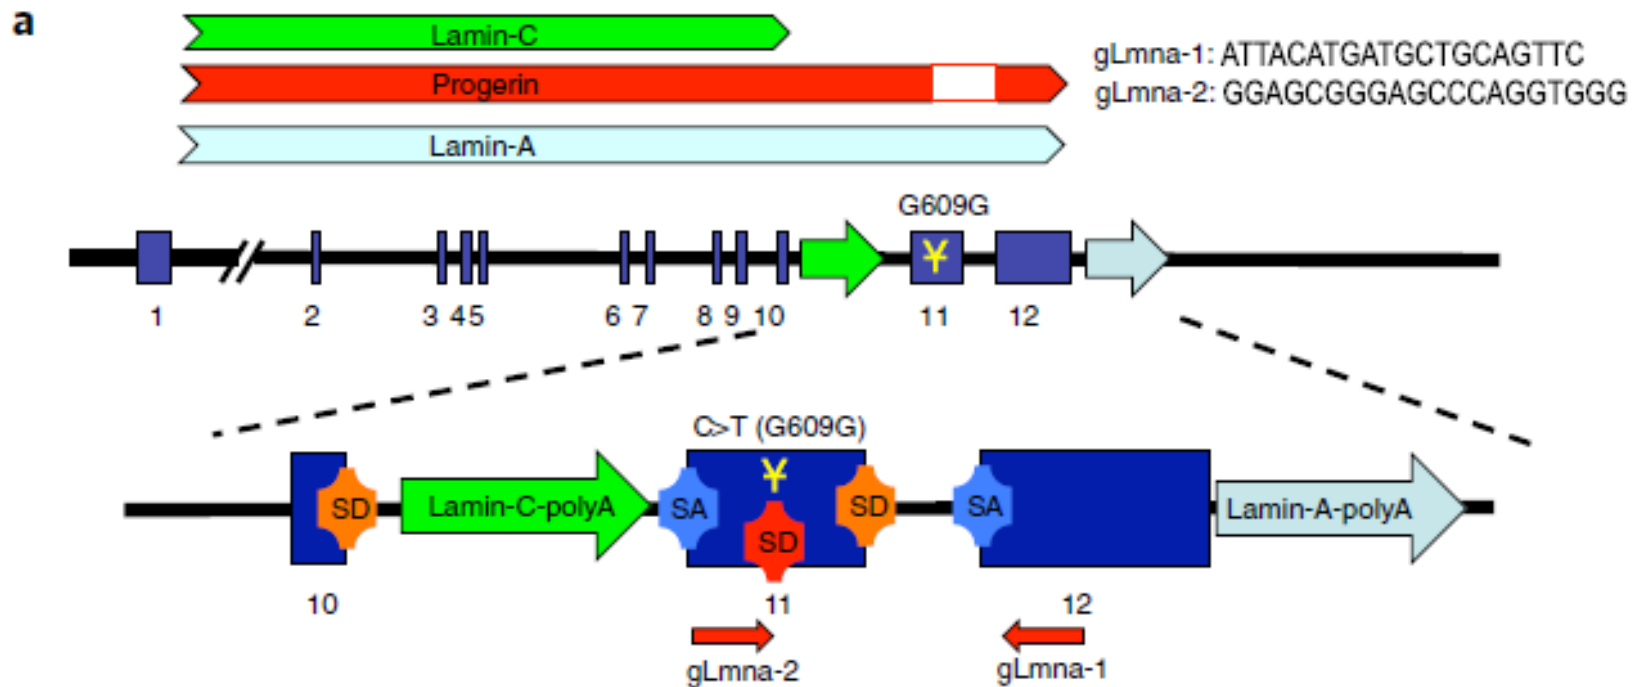 a
Lamin-C
Progerin
Lamin-A
gLmna-1: ATTACATGATGCTGCAGTTC
gLmna-2: GGAGCGGGAGCCCAGGTGGG
G609G
¥
1 2 3 4 5 6 7 8 9 10 11 12
C>T (G609G)
¥
SD Lamin-C-polyA SA SD SD SA Lamin-A-polyA
10 11 12
gLmna-2 gLmna-1